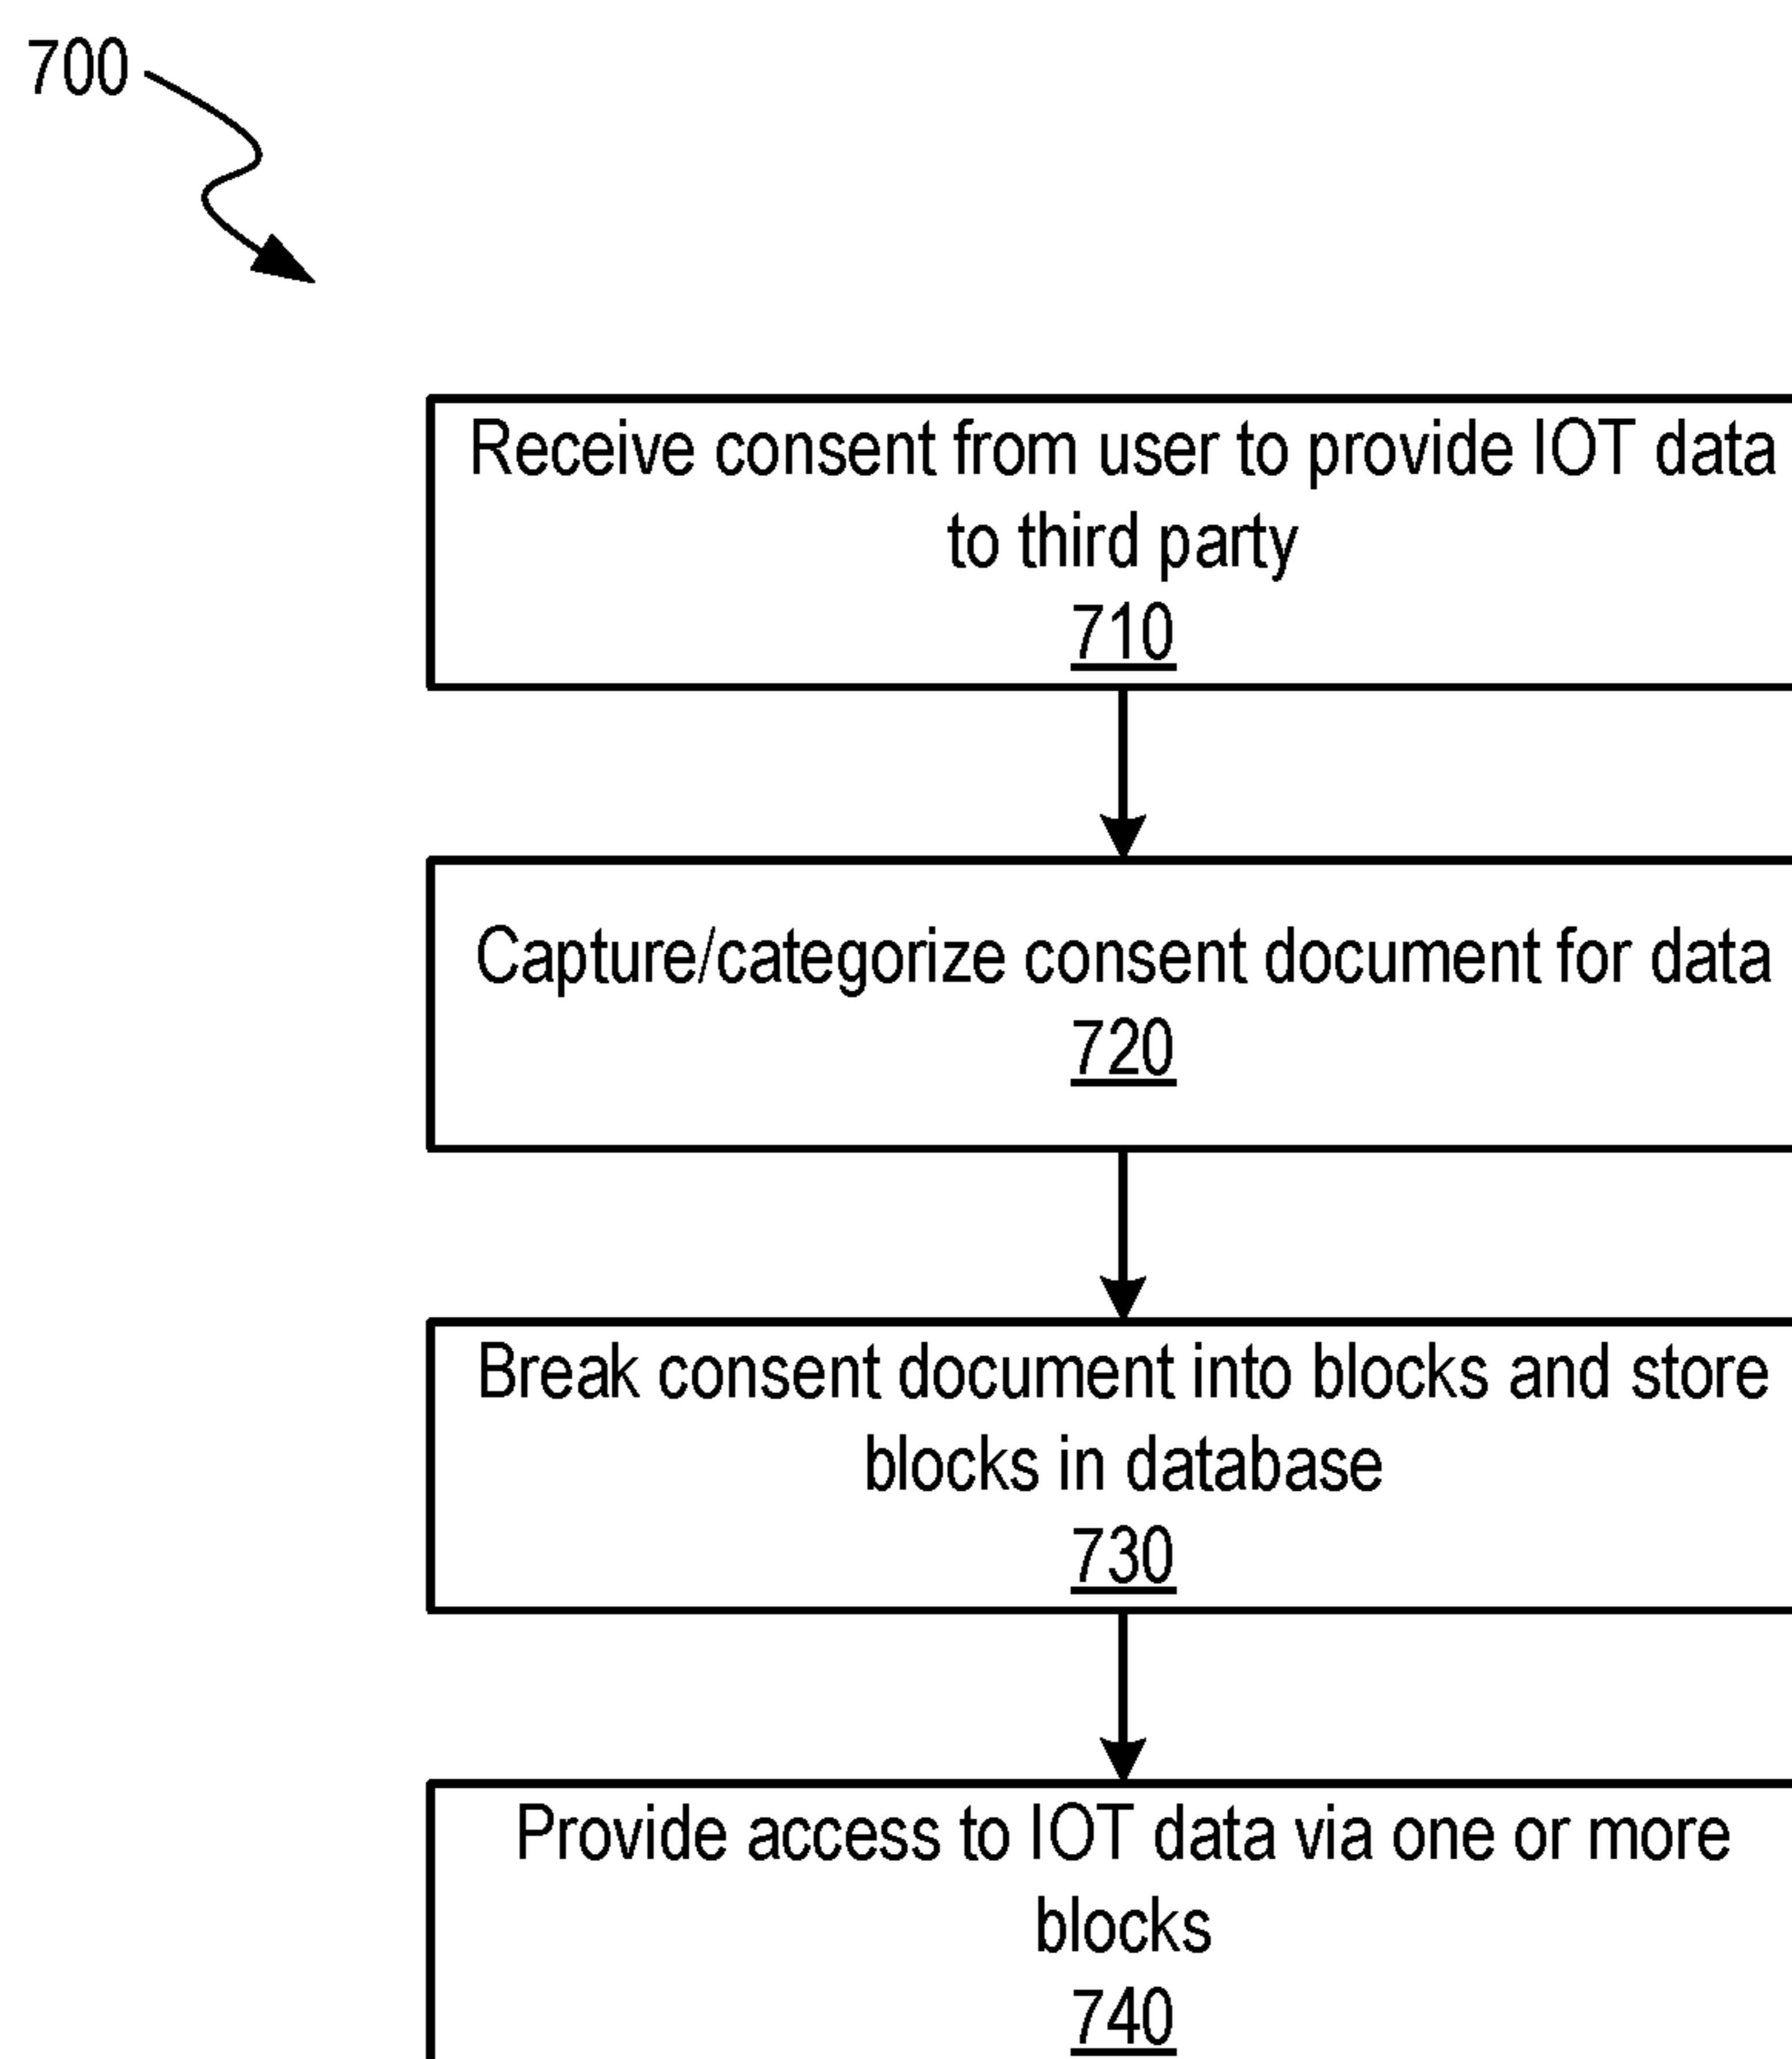 700
Receive consent from user to provide IOT data
to third party
710
Capture/categorize consent document for data
720
Break consent document into blocks and store
blocks in database
730
Provide access to IOT data via one or more
blocks
740